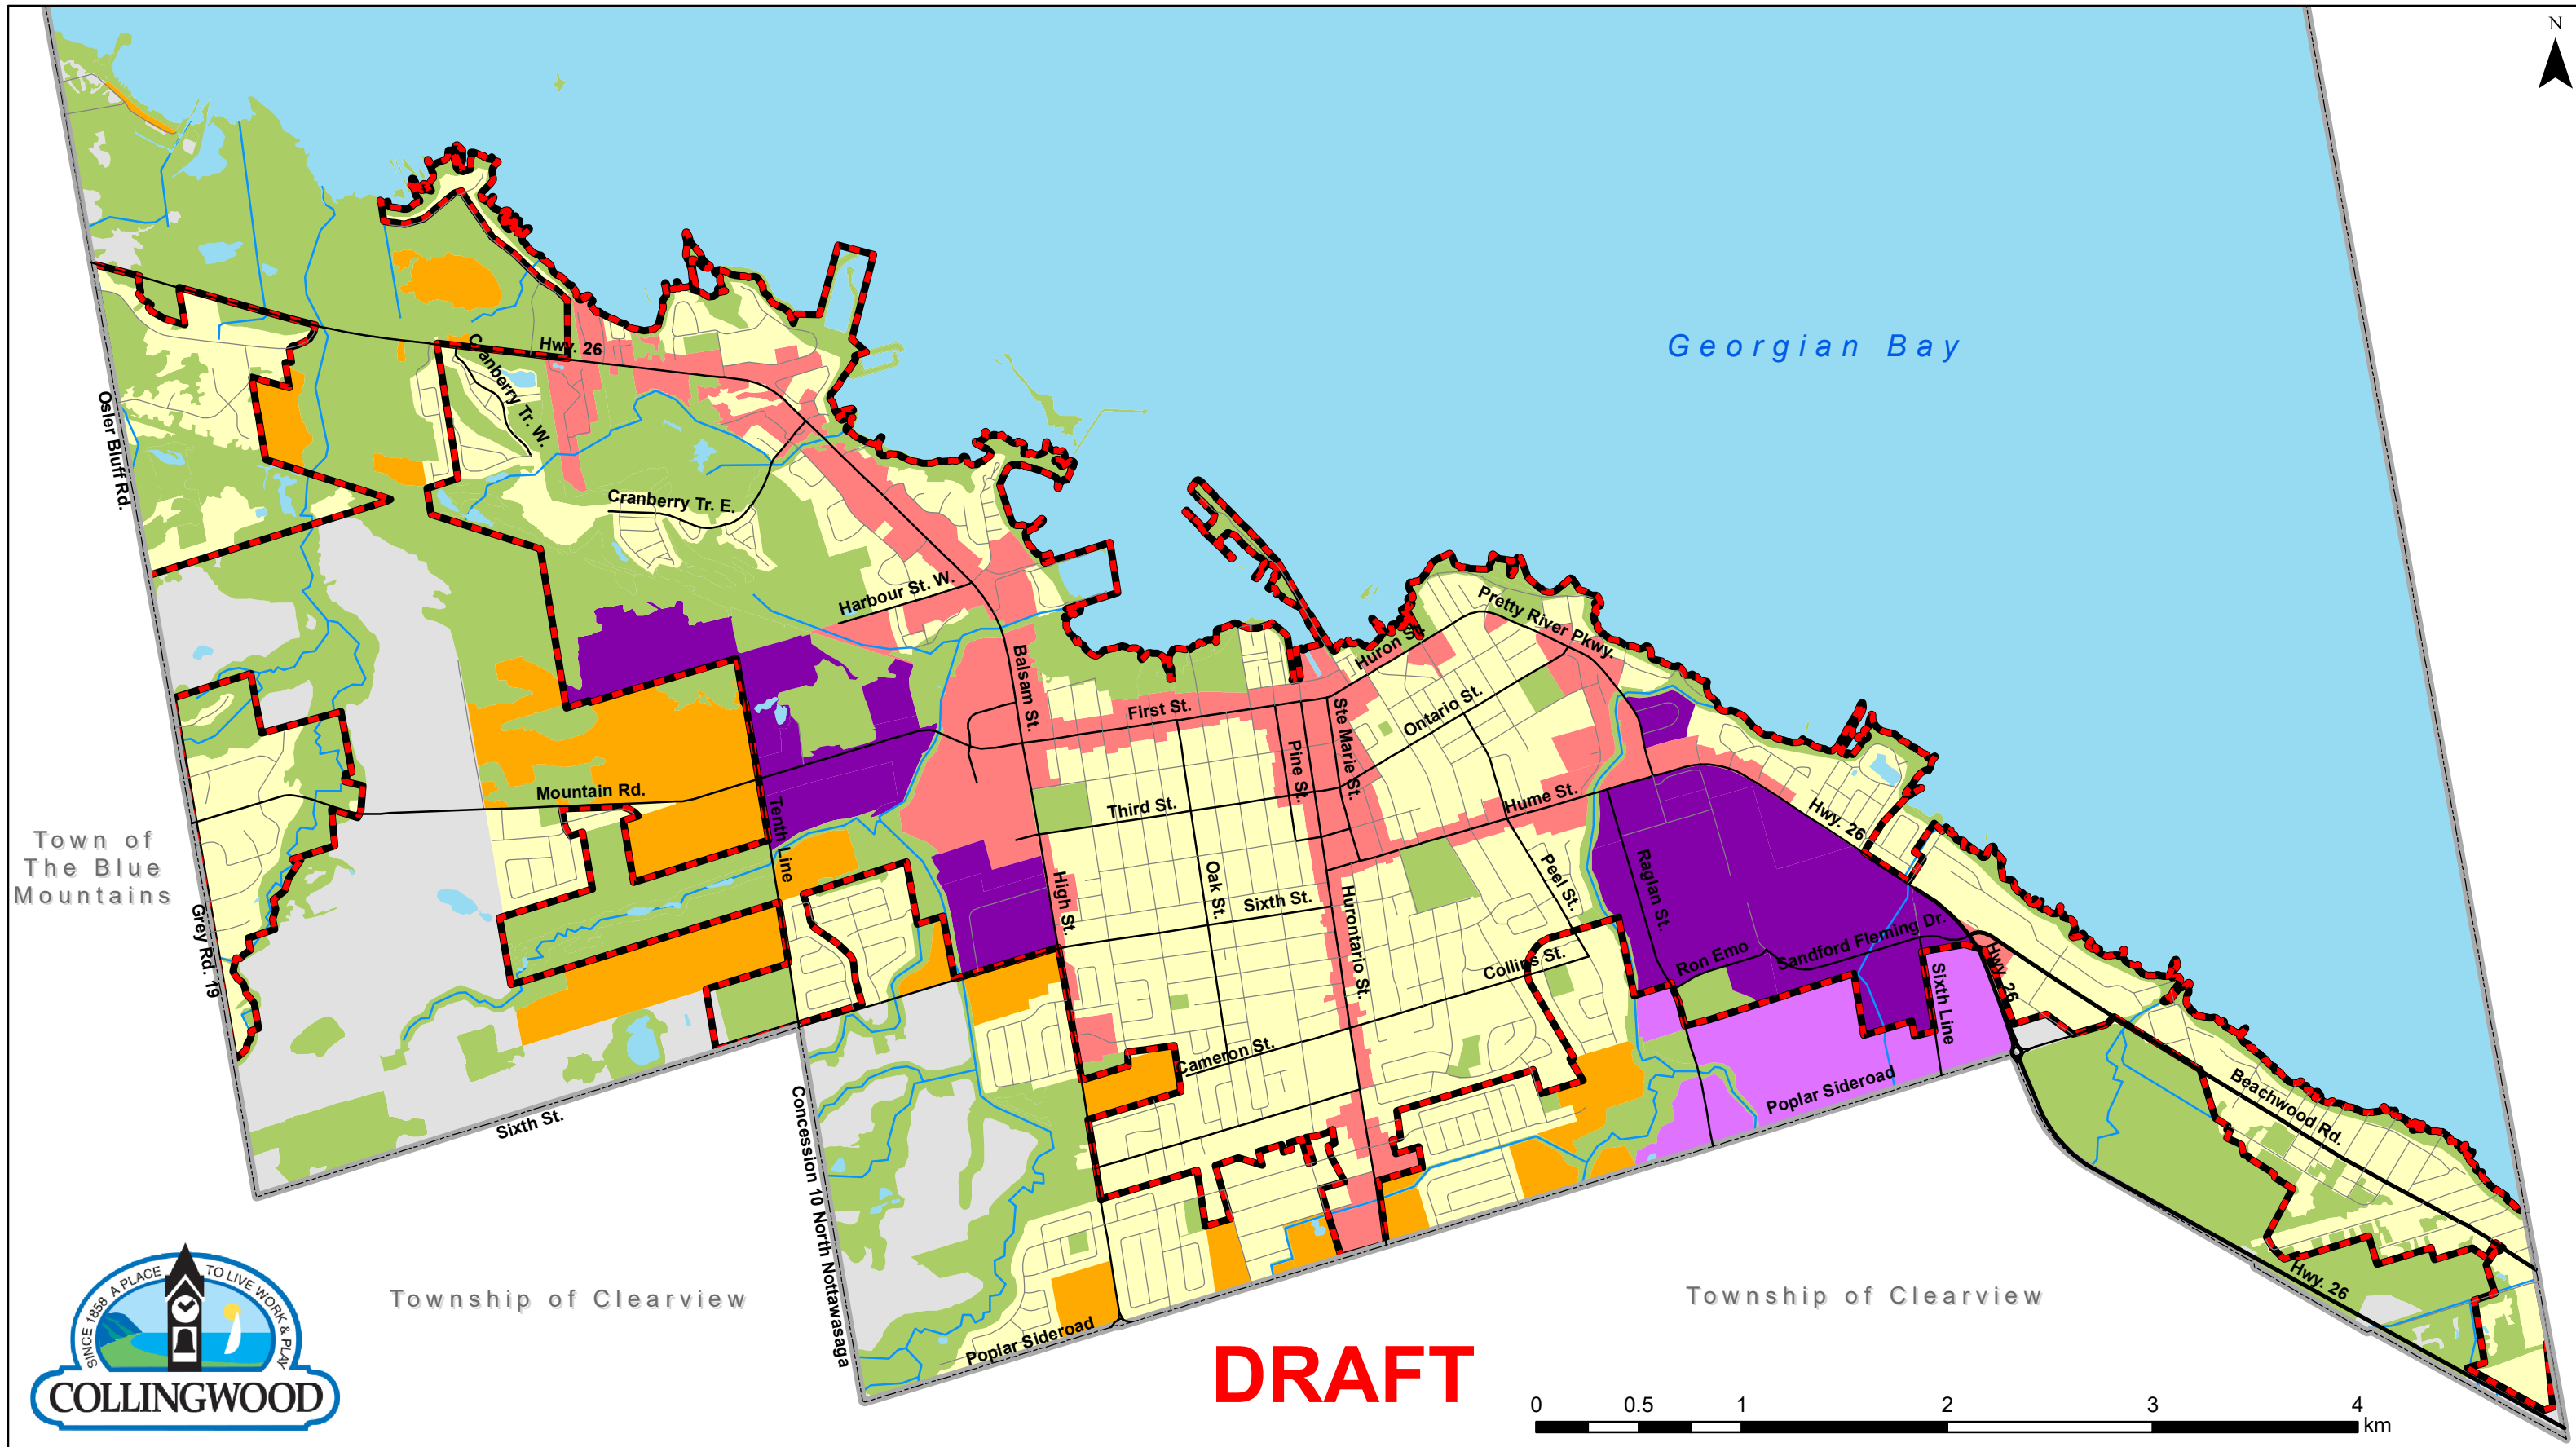 N
Georgian Bay
Hwy. 26
Cranberry Tr. W.
Osler Bluff Rd.
Cranberry Tr. E.
Harbour St. W.
Balsam St.
First St.
Pine St.
Ste Marie St.
Huron St.
Pretty River Pkwy.
Ontario St.
Mountain Rd.
Tenth Line
Third St.
Hume St.
Hwy. 26
Town of
The Blue
Mountains
Grey Rd. 19
High St.
Oak St.
Sixth St.
Hurontario St.
Peel St.
Raglan St.
Collins St.
Ron Emo
Sandford Fleming Dr.
Sixth Line
Hwy. 26
Cameron St.
Poplar Sideroad
Beachwood Rd.
Sixth St.
Concession 10 North Nottawasaga
Hwy. 26
Township of Clearview
Township of Clearview
Poplar Sideroad
SINCE 1858 A PLACE TO LIVE WORK & PLAY
COLLINGWOOD
DRAFT
0 0.5 1 2 3 4
km